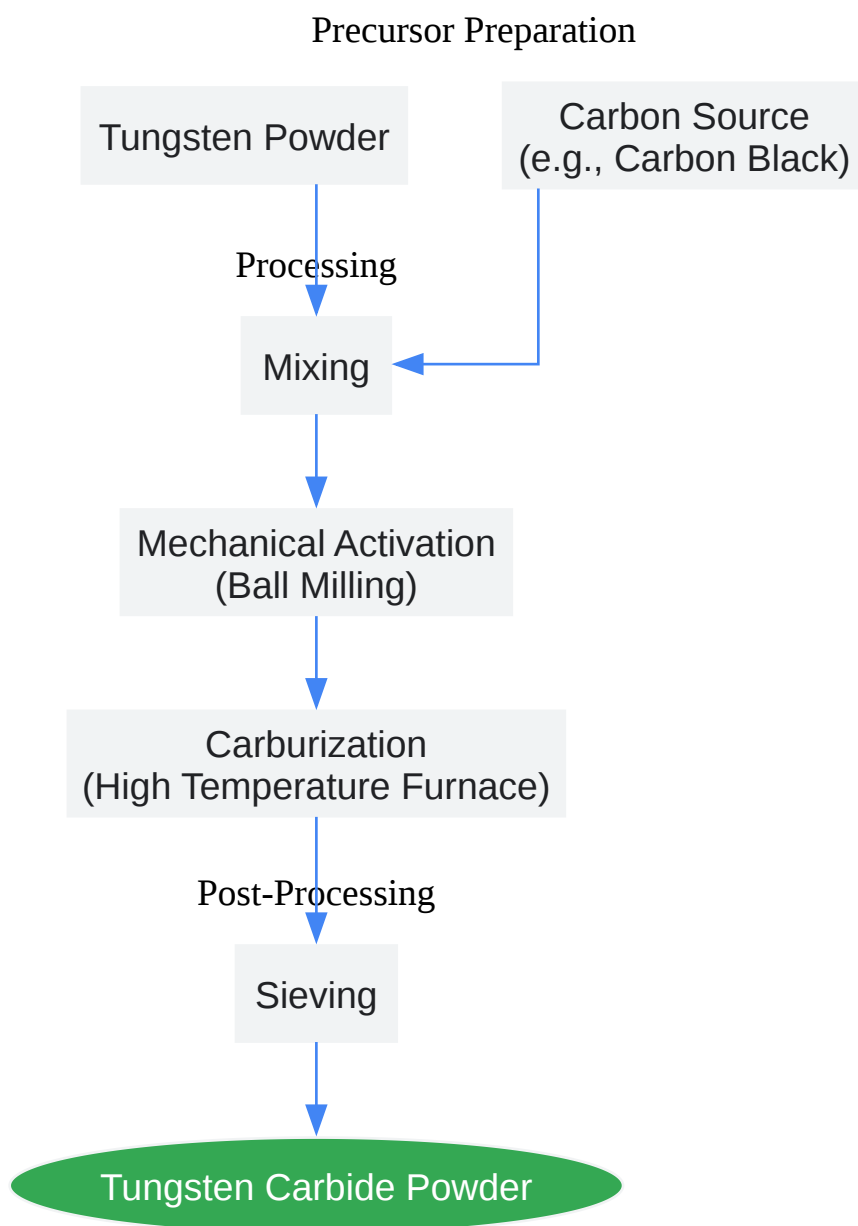 Precursor Preparation
Tungsten Powder
Carbon Source
(e.g., Carbon Black)
Processing
Mixing
Mechanical Activation
(Ball Milling)
Carburization
(High Temperature Furnace)
Post-Processing
Sieving
Tungsten Carbide Powder